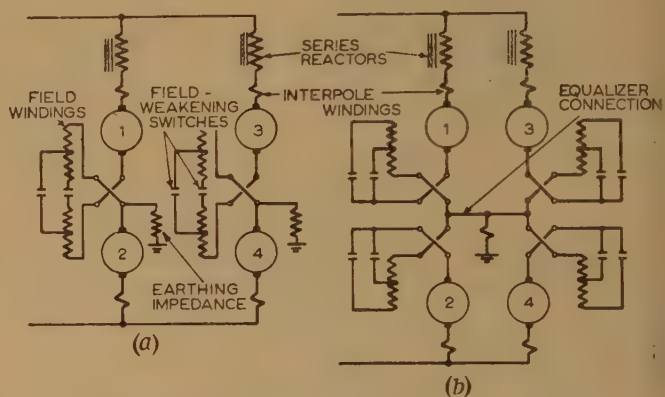 SERIES
REACTORS
INTERPOLE
WINDINGS
FIELD
WINDINGS
FIELD -
WEAKENING
SWITCHES
EQUALIZER
CONNECTION
1
3
1
3
2
4
2
4
EARTHING
IMPEDANCE
(a)
(b)